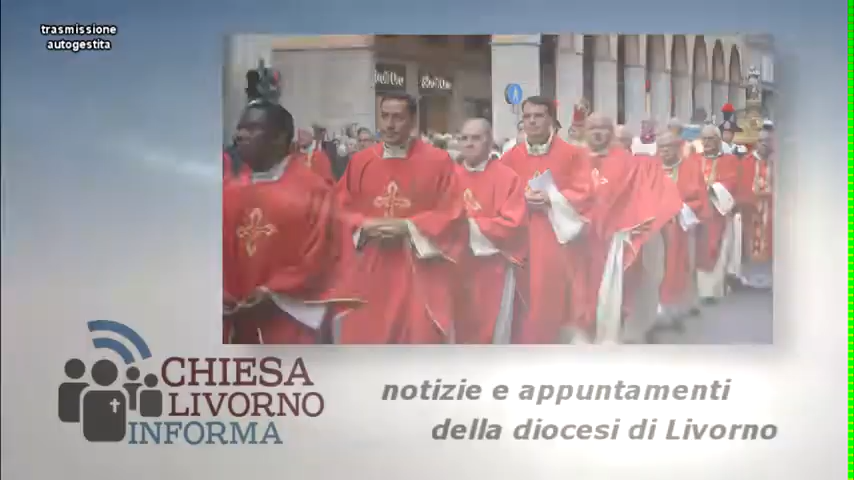 trasmissione
autogestita
CHIESA
LIVORNO
INFORMA
notizie e appuntamenti
della diocesi di Livorno